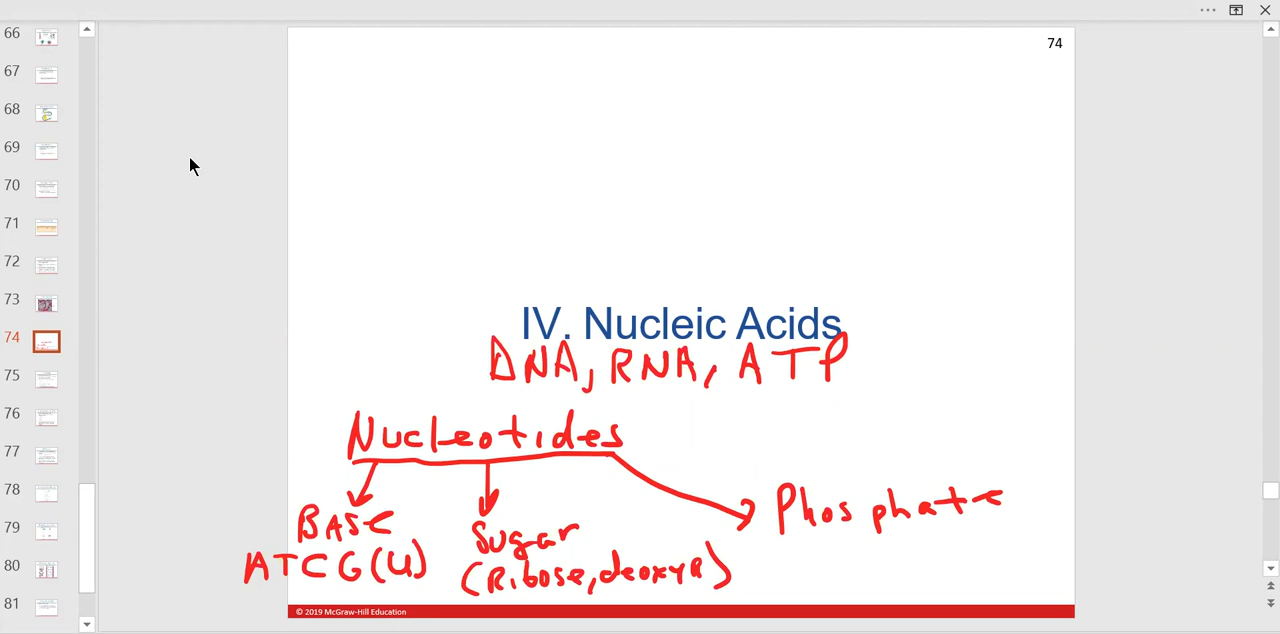 74
IV. Nucleic Acids
DNA, RNA, ATP
Nucleotides
Phosphate
BASE
Sugar
ATCG(U)
(Ribose, deoxyR)
© 2019 McGraw-Hill Education
66
67
68
69
70
71
72
73
74
75
76
77
78
79
80
81